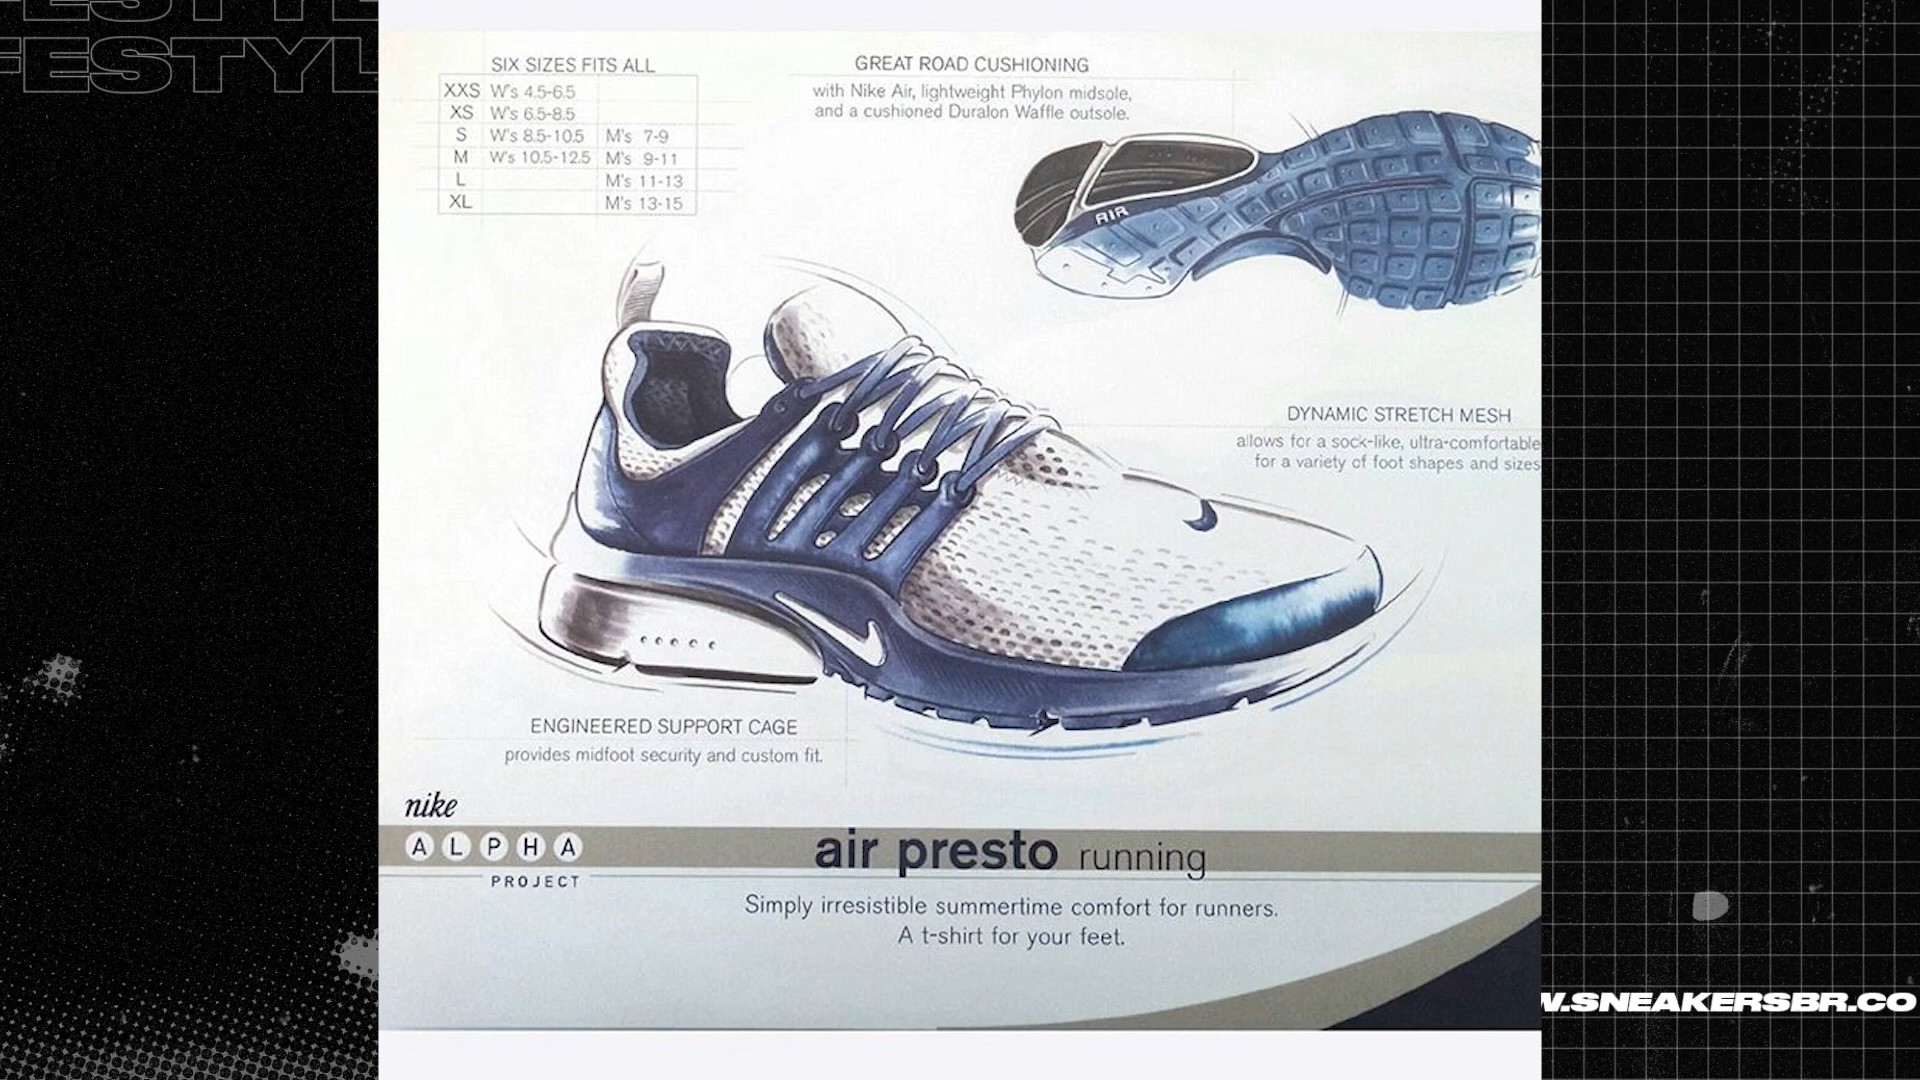 FESTYL
SIX SIZES FITS ALL
XXS W's 4.5-6.5
XS W's 6.5-8.5
S W's 8.5-10.5 M's 7-9
M W's 10.5-12.5 M's 9-11
L M's 11-13
XL M's 13-15
GREAT ROAD CUSHIONING
with Nike Air, lightweight Phylon midsole,
and a cushioned Duralon Waffle outsole.
AIR
DYNAMIC STRETCH MESH
allows for a sock-like, ultra-comfortable
for a variety of foot shapes and sizes
ENGINEERED SUPPORT CAGE
provides midfoot security and custom fit.
nike
ALPHA
PROJECT
air presto running
Simply irresistible summertime comfort for runners.
A t-shirt for your feet.
W.SNEAKERSBR.CO